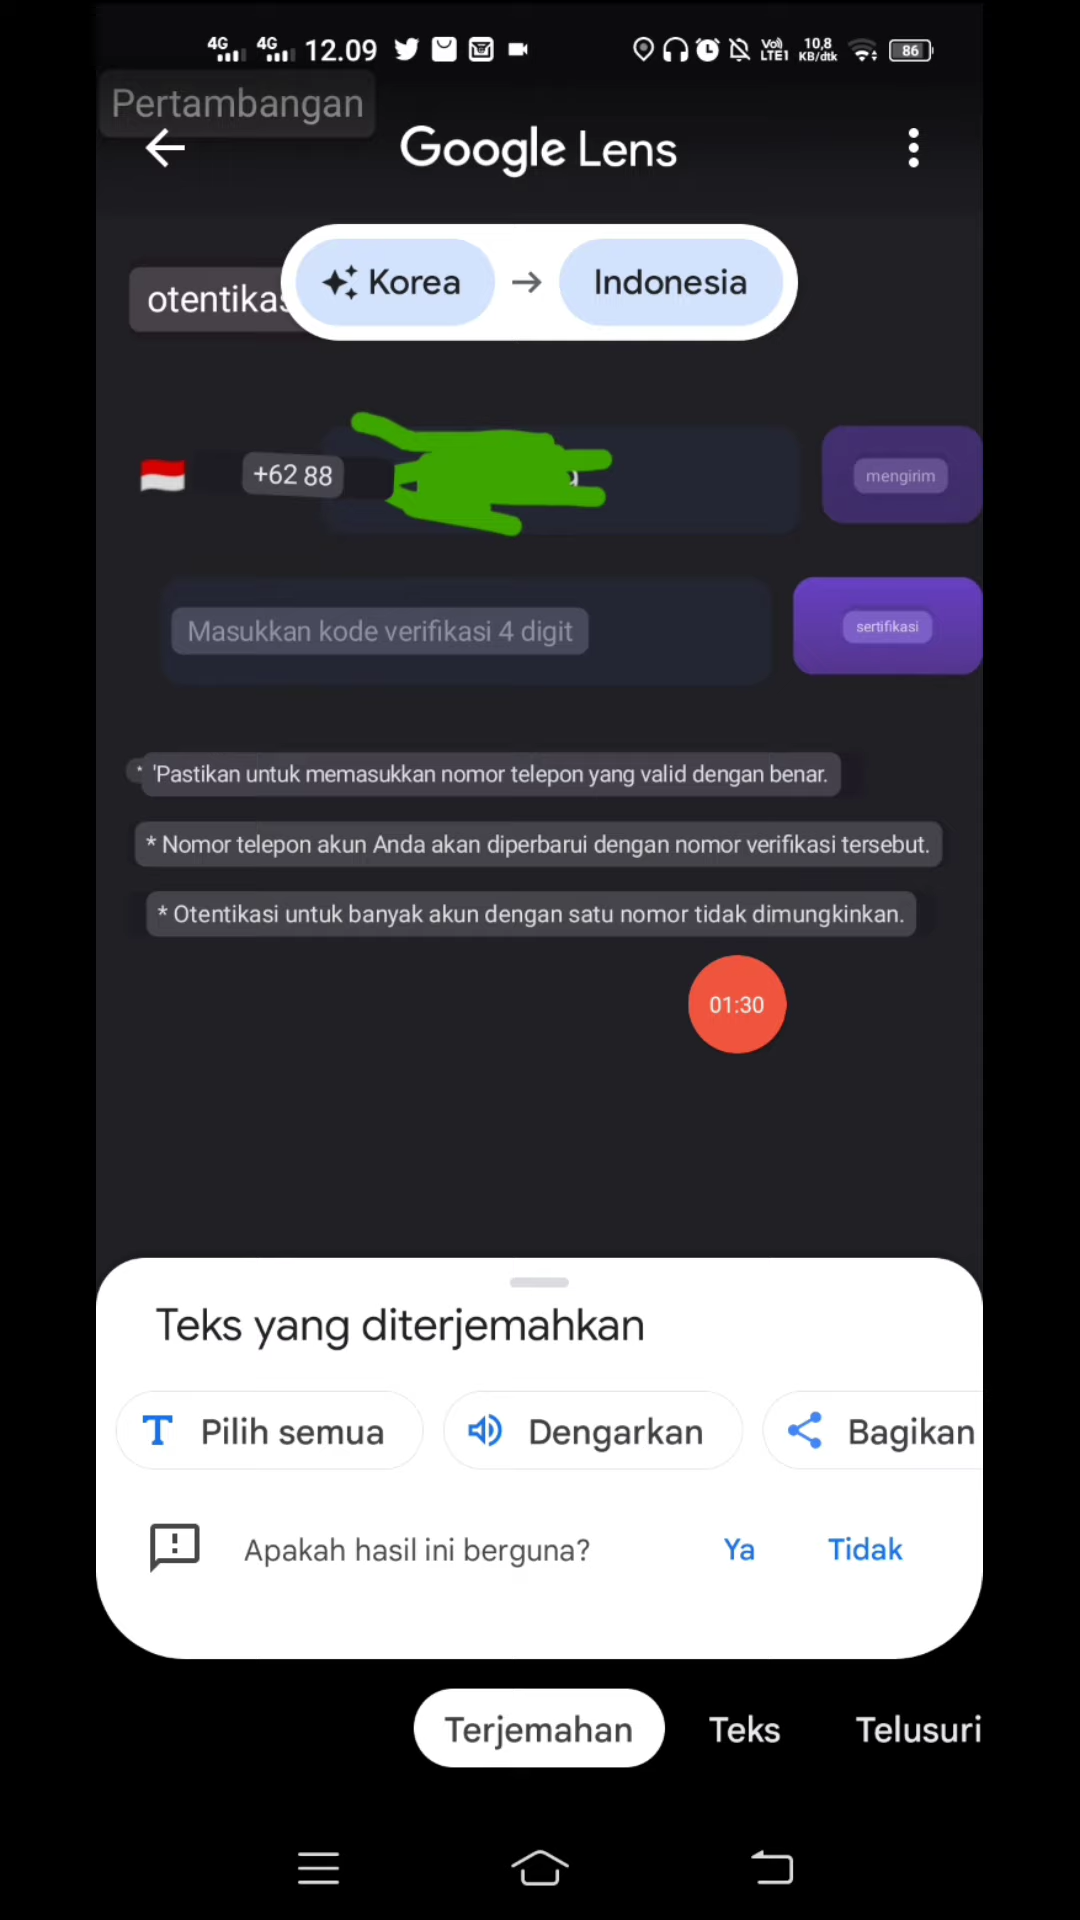 4G 4G 12.09 Vo) LTE1 10,8 KB/dtk 86
Pertambangan
Google Lens
Korea → Indonesia
+62 88
mengirim
Masukkan kode verifikasi 4 digit
sertifikasi
* 'Pastikan untuk memasukkan nomor telepon yang valid dengan benar.
* Nomor telepon akun Anda akan diperbarui dengan nomor verifikasi tersebut.
* Otentikasi untuk banyak akun dengan satu nomor tidak dimungkinkan.
01:30
Teks yang diterjemahkan
Pilih semua Dengarkan Bagikan
Apakah hasil ini berguna? Ya Tidak
Terjemahan Teks Telusuri